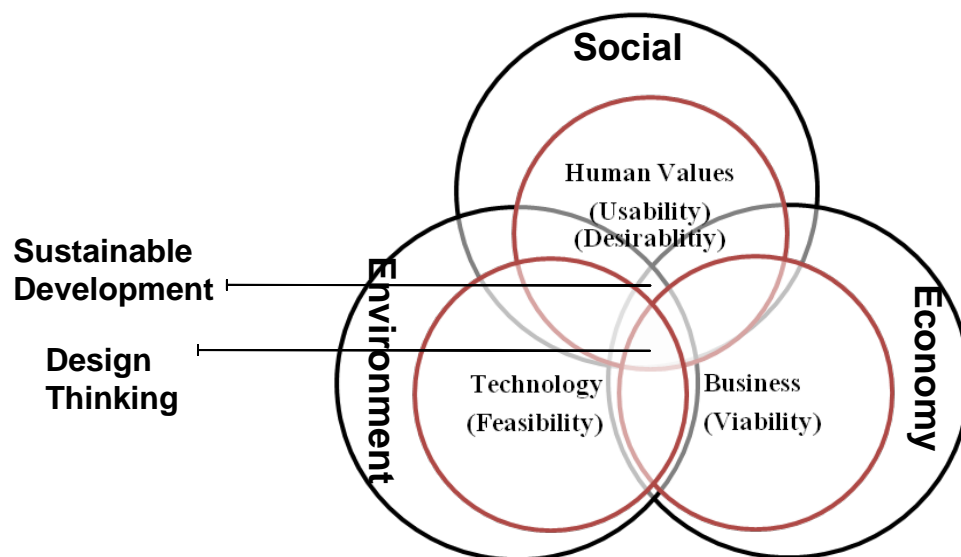 Social
Human Values
(Usability)
(Desirablitiy)
Sustainable
Development
Design
Thinking
Environment
Technology
(Feasibility)
Business
(Viability)
Economy